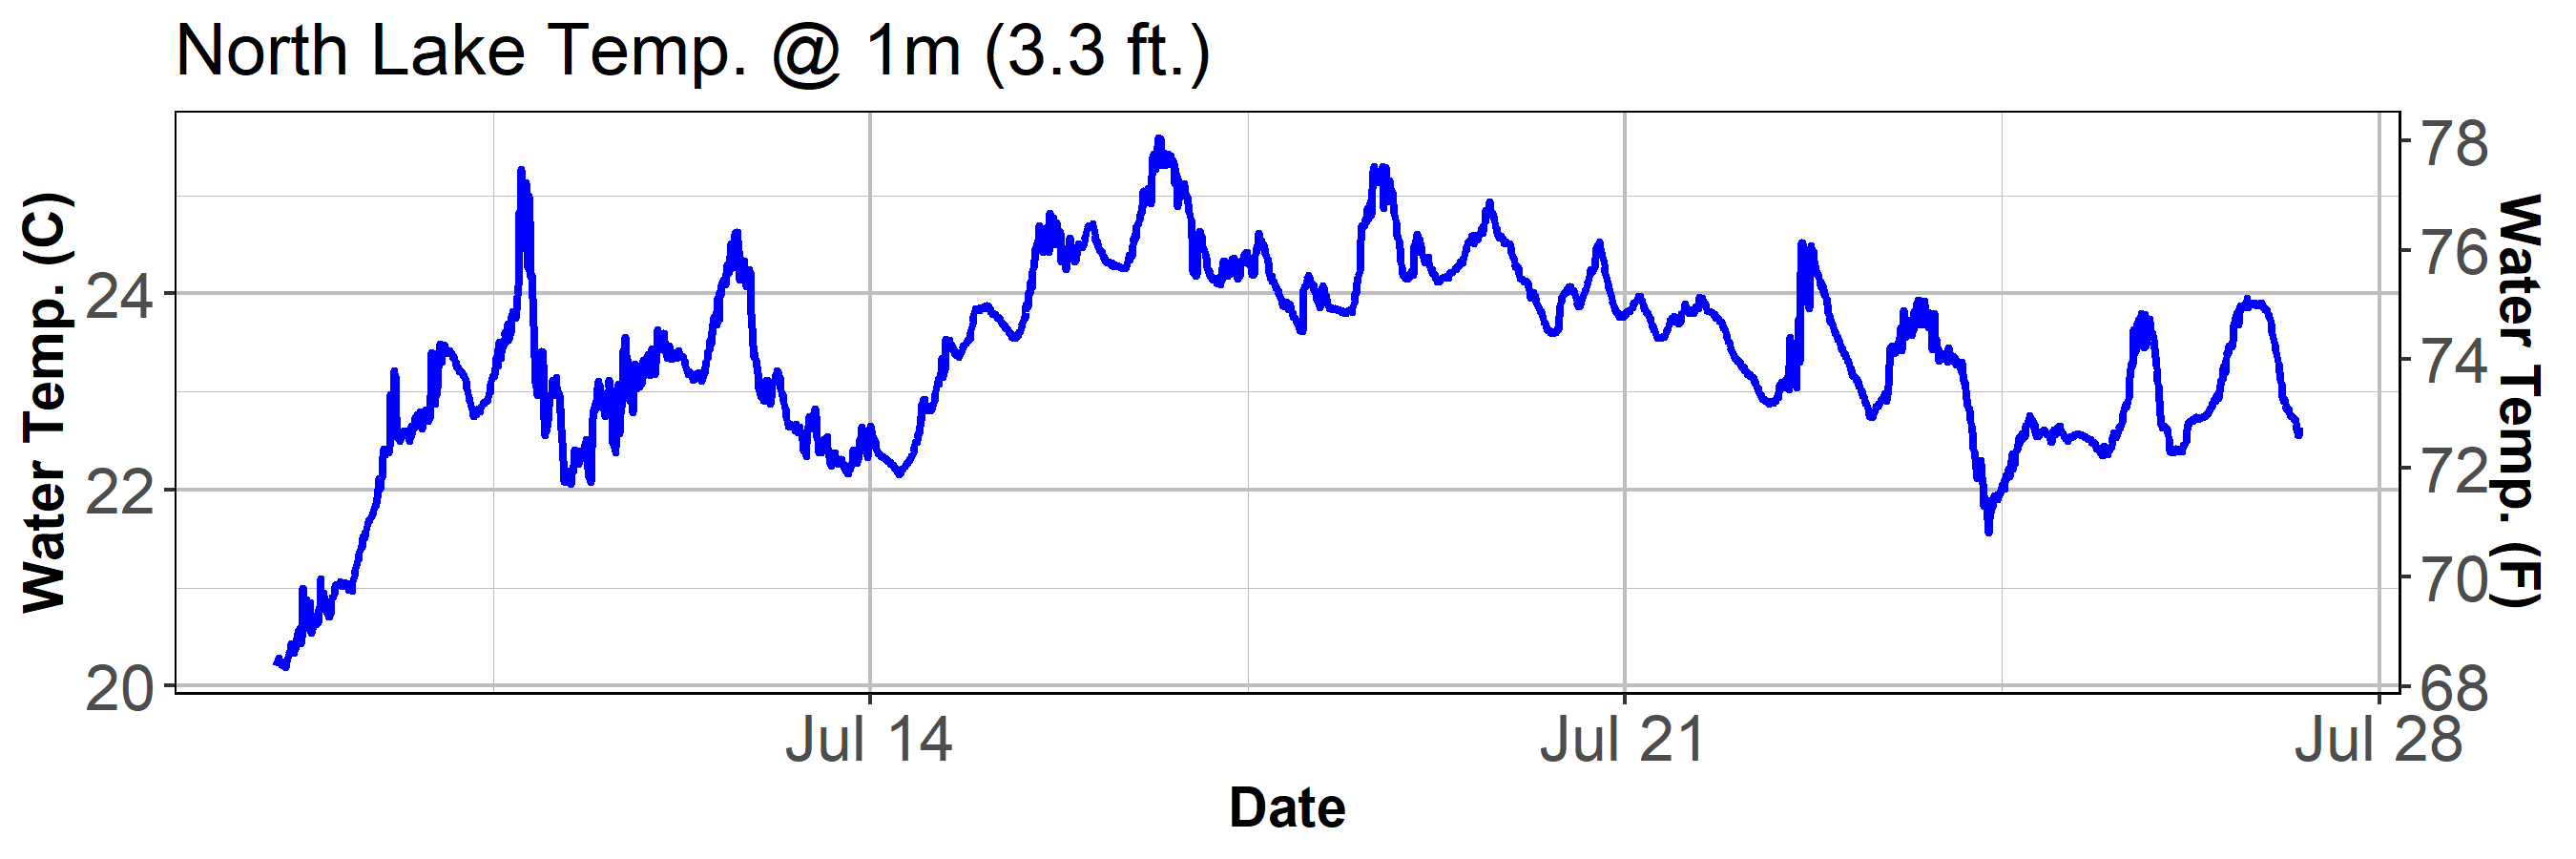 North Lake Temp. @ 1m (3.3 ft.)
Water Temp. (C)
24
22
20
78
76
74
72
70
68
Water Temp. (F)
Jul 14
Jul 21
Jul 28
Date